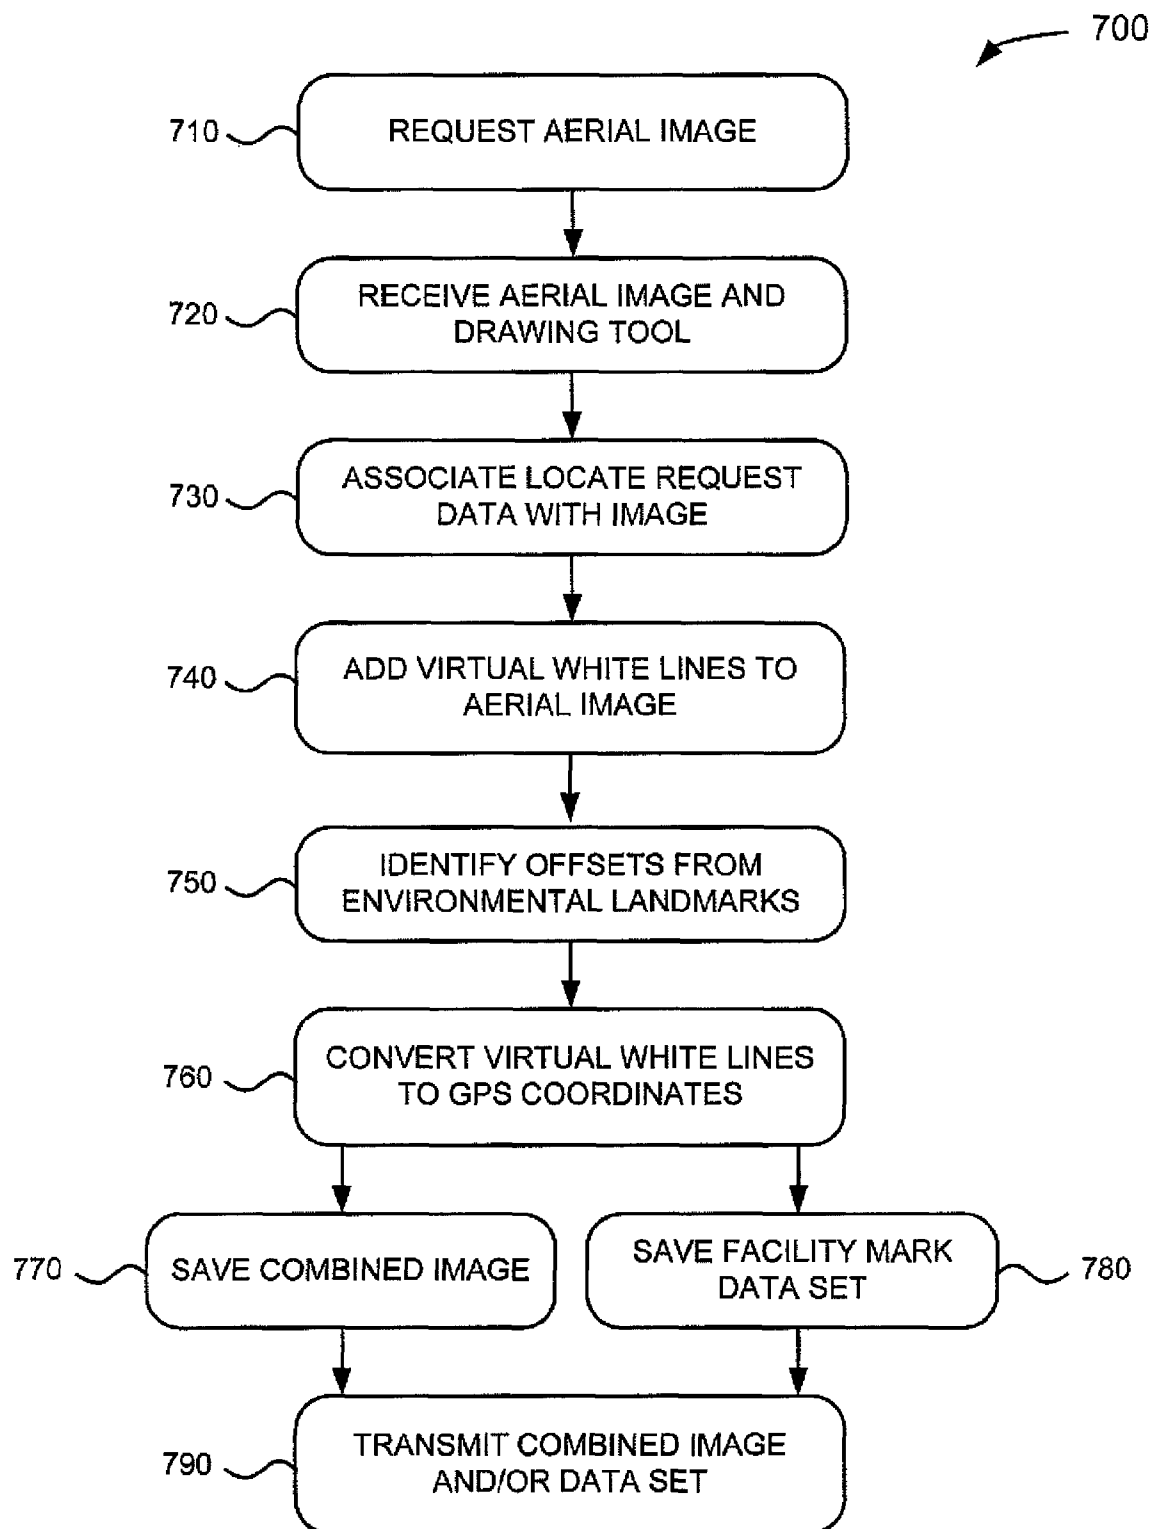 700
710
REQUEST AERIAL IMAGE
720
RECEIVE AERIAL IMAGE AND
DRAWING TOOL
730
ASSOCIATE LOCATE REQUEST
DATA WITH IMAGE
740
ADD VIRTUAL WHITE LINES TO
AERIAL IMAGE
750
IDENTIFY OFFSETS FROM
ENVIRONMENTAL LANDMARKS
760
CONVERT VIRTUAL WHITE LINES
TO GPS COORDINATES
770
SAVE COMBINED IMAGE
SAVE FACILITY MARK
DATA SET
780
790
TRANSMIT COMBINED IMAGE
AND/OR DATA SET